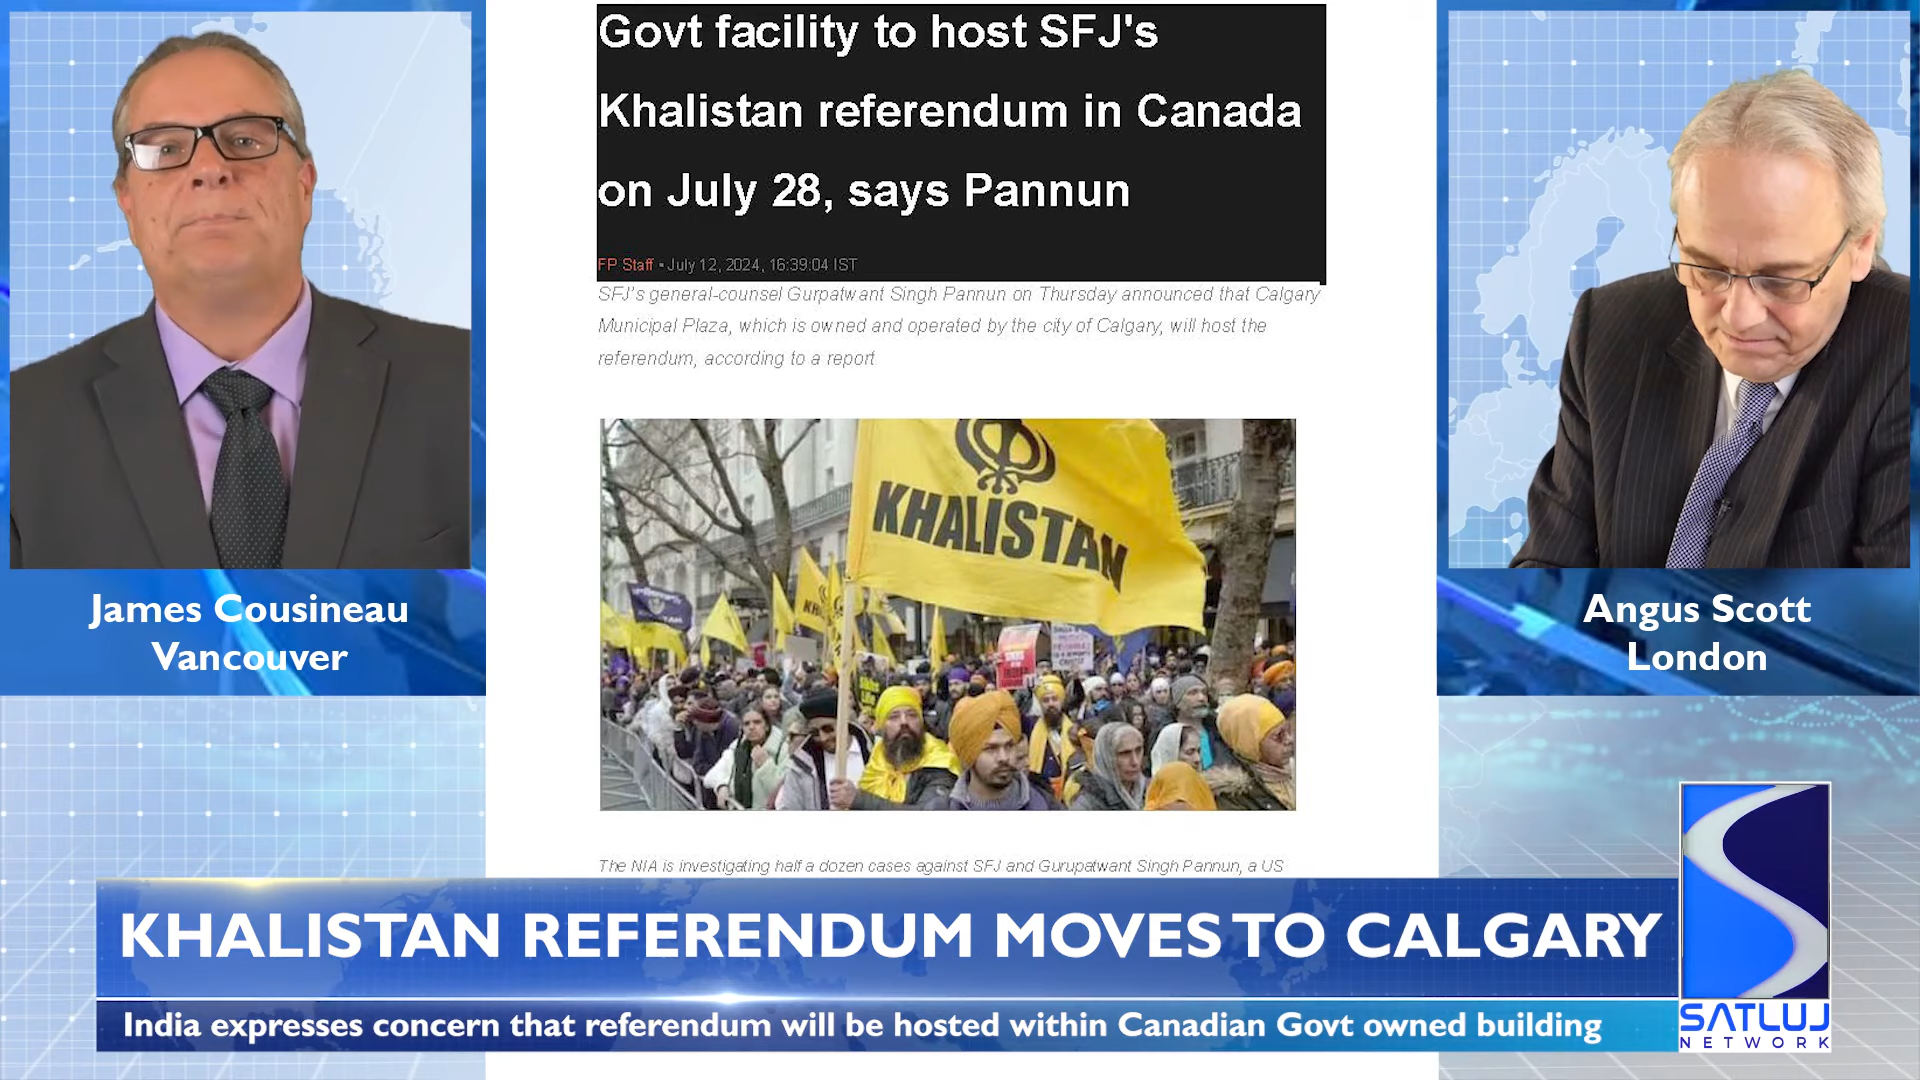 Govt facility to host SFJ's
Khalistan referendum in Canada
on July 28, says Pannun
FP Staff • July 12, 2024, 16:39:04 IST
SFJ's general-counsel Gurpatwant Singh Pannun on Thursday announced that Calgary
Municipal Plaza, which is owned and operated by the city of Calgary, will host the
referendum, according to a report
KHALISTAN
The NIA is investigating half a dozen cases against SFJ and Gurupatwant Singh Pannun, a US
James Cousineau
Vancouver
Angus Scott
London
KHALISTAN REFERENDUM MOVES TO CALGARY
India expresses concern that referendum will be hosted within Canadian Govt owned building
SATLUJ
NETWORK